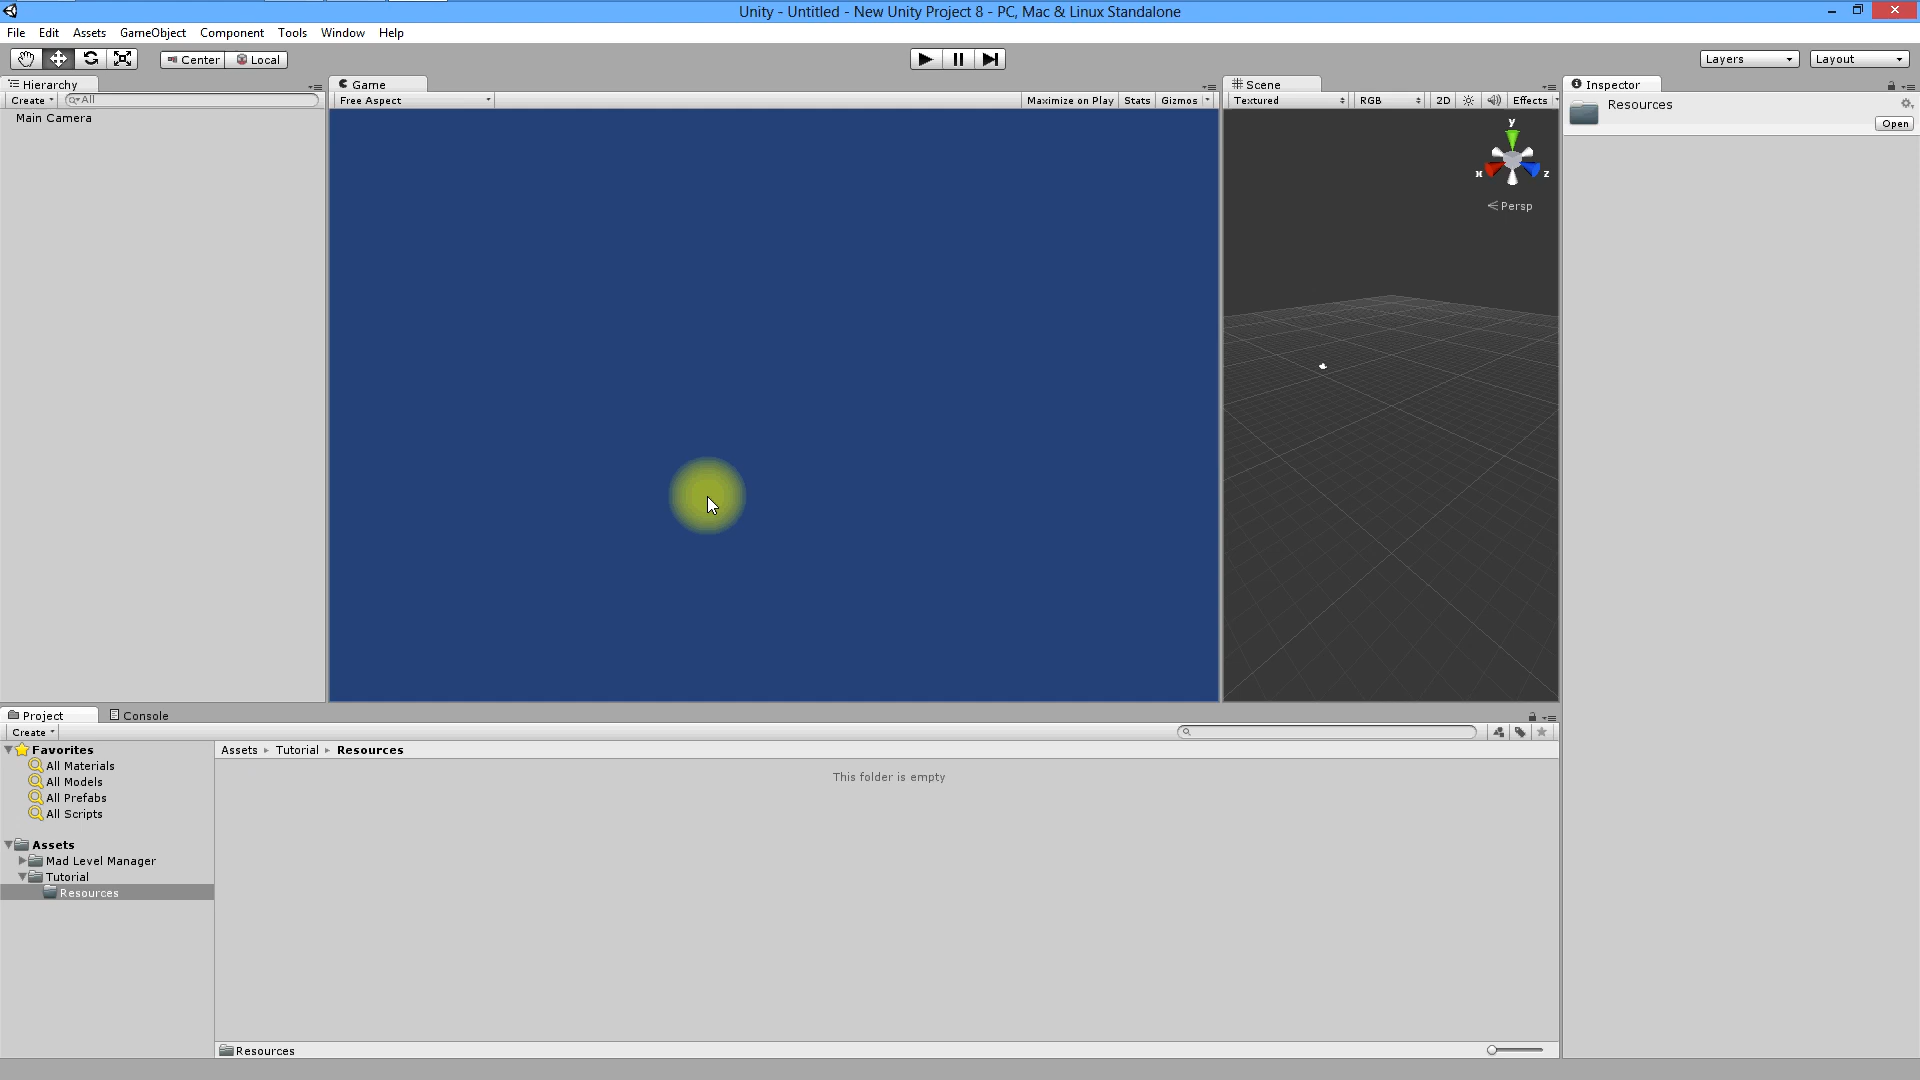 Unity - Untitled - New Unity Project 8 - PC, Mac & Linux Standalone
File Edit Assets GameObject Component Tools Window Help
Center Local Layers Layout
Hierarchy Game Scene Inspector
Create All Free Aspect Maximize on Play Stats Gizmos Textured RGB 2D Effects Resources
Open
Main Camera
y
x z
Persp
Project Console
Create
Favorites Assets Tutorial Resources
All Materials
This folder is empty
All Models
All Prefabs
All Scripts
Assets
Mad Level Manager
Tutorial
Resources
Resources